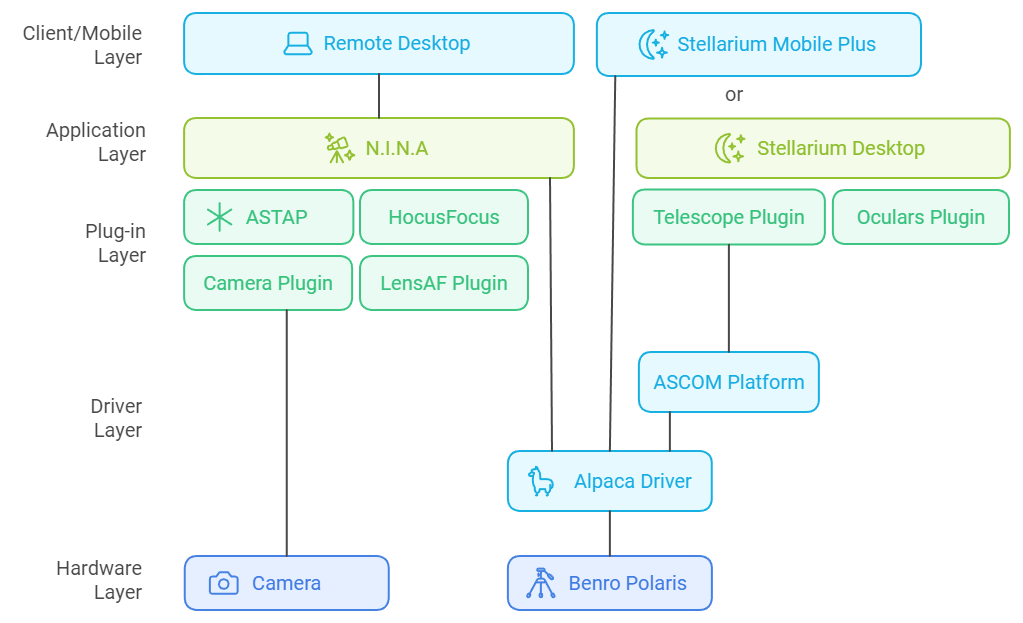 Client/Mobile
Layer
Remote Desktop
Stellarium Mobile Plus
or
Application
Layer
N.I.N.A
Stellarium Desktop
Plug-in
Layer
ASTAP
HocusFocus
Telescope Plugin
Oculars Plugin
Camera Plugin
LensAF Plugin
Driver
Layer
ASCOM Platform
Alpaca Driver
Hardware
Layer
Camera
Benro Polaris